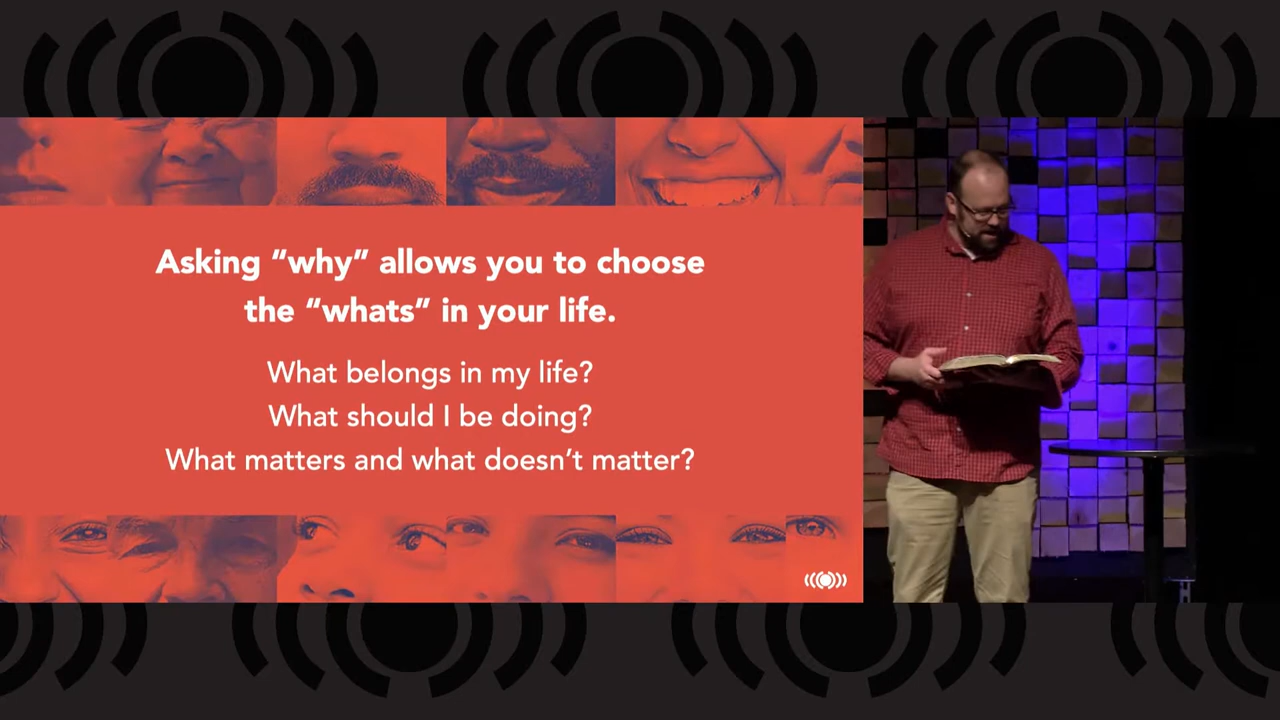 Asking “why” allows you to choose
the “whats” in your life.
What belongs in my life?
What should I be doing?
What matters and what doesn’t matter?